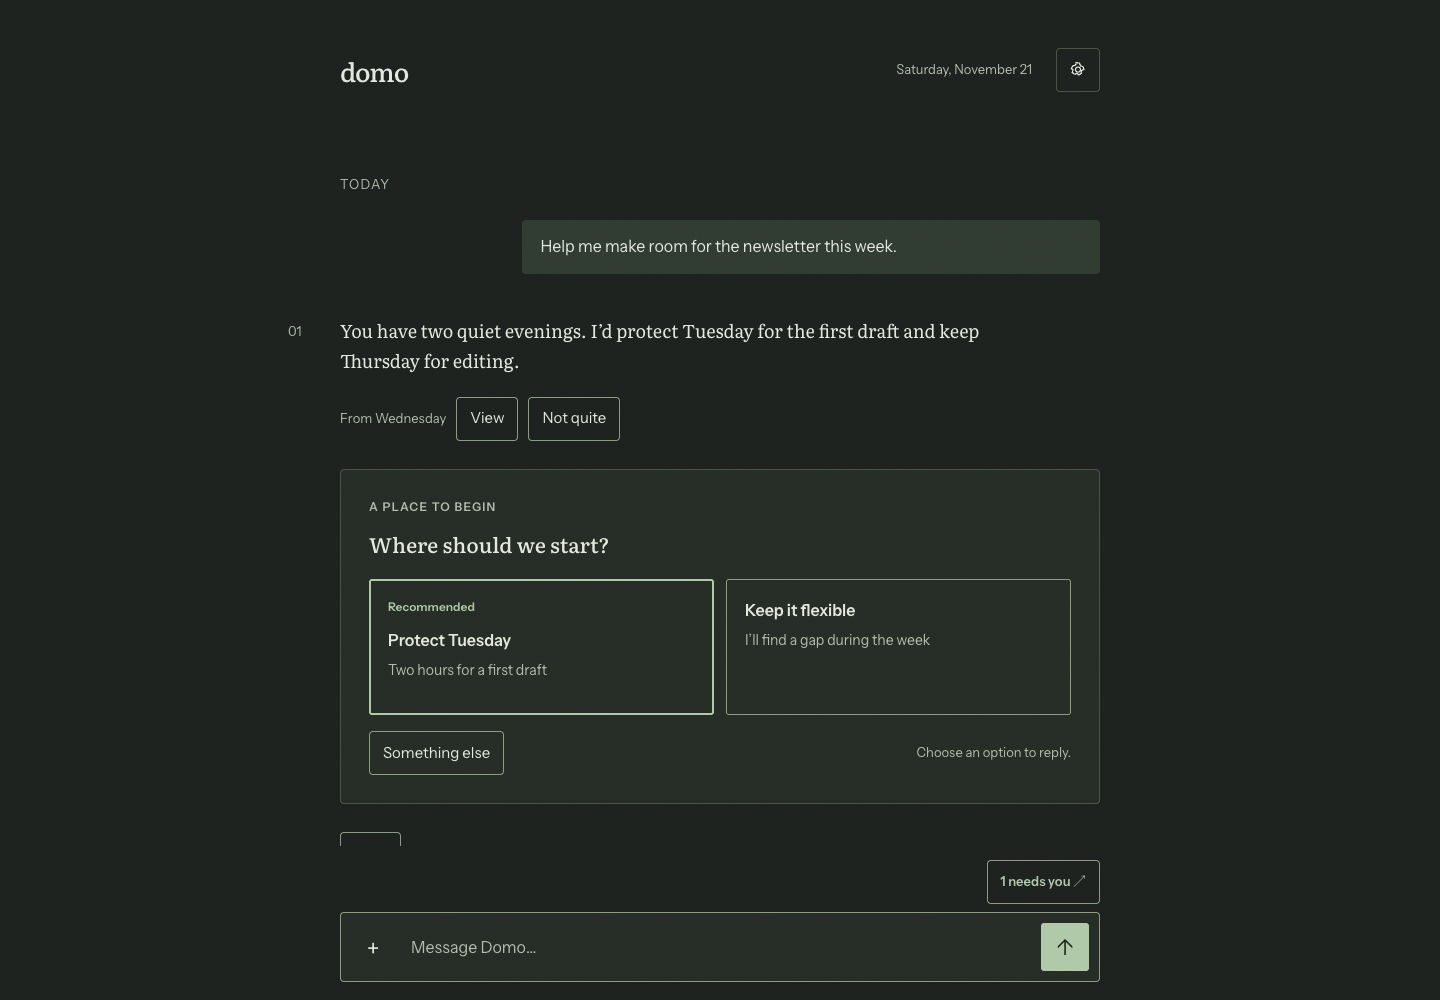 domo
Saturday, November 21
TODAY
Help me make room for the newsletter this week.
01
You have two quiet evenings. I’d protect Tuesday for the first draft and keep
Thursday for editing.
From Wednesday
View
Not quite
A PLACE TO BEGIN
Where should we start?
Recommended
Protect Tuesday
Two hours for a first draft
Keep it flexible
I’ll find a gap during the week
Something else
Choose an option to reply.
1 needs you ↗
+
Message Domo...